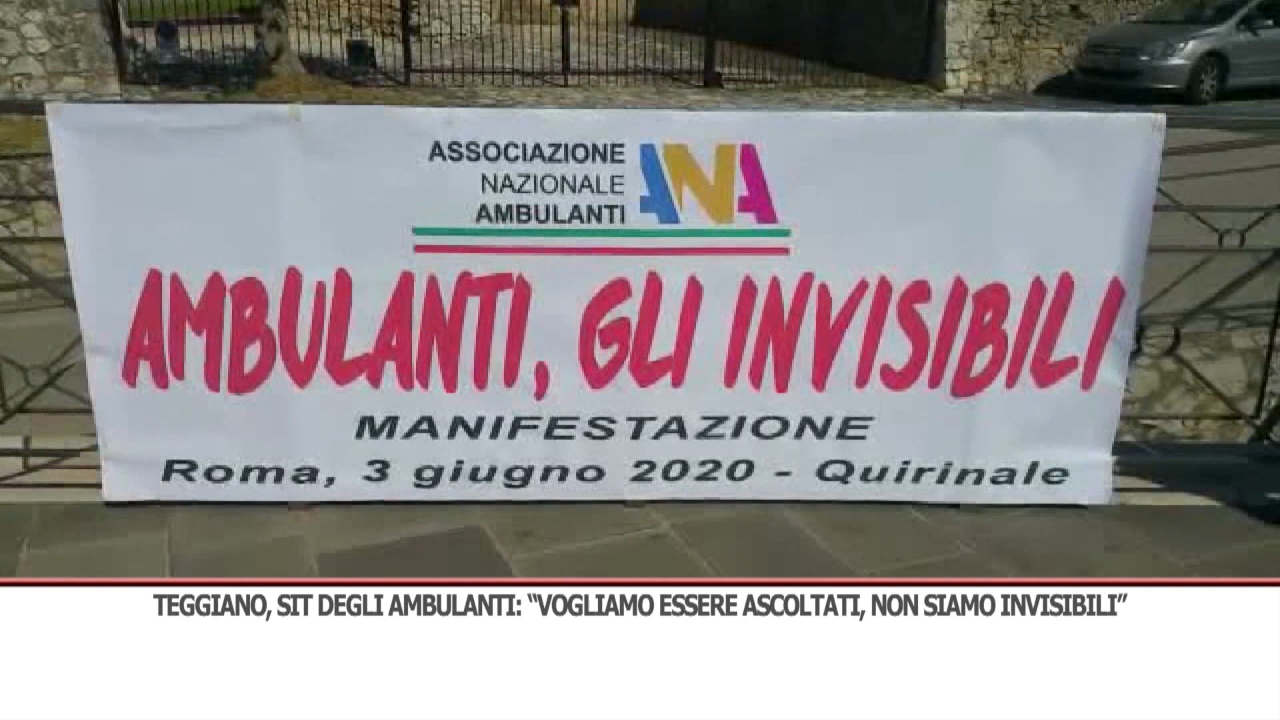 ASSOCIAZIONE
NAZIONALE
AMBULANTI
ANA
AMBULANTI, GLI INVISIBILI
MANIFESTAZIONE
Roma, 3 giugno 2020 - Quirinale
TEGGIANO, SIT DEGLI AMBULANTI: “VOGLIAMO ESSERE ASCOLTATI, NON SIAMO INVISIBILI”